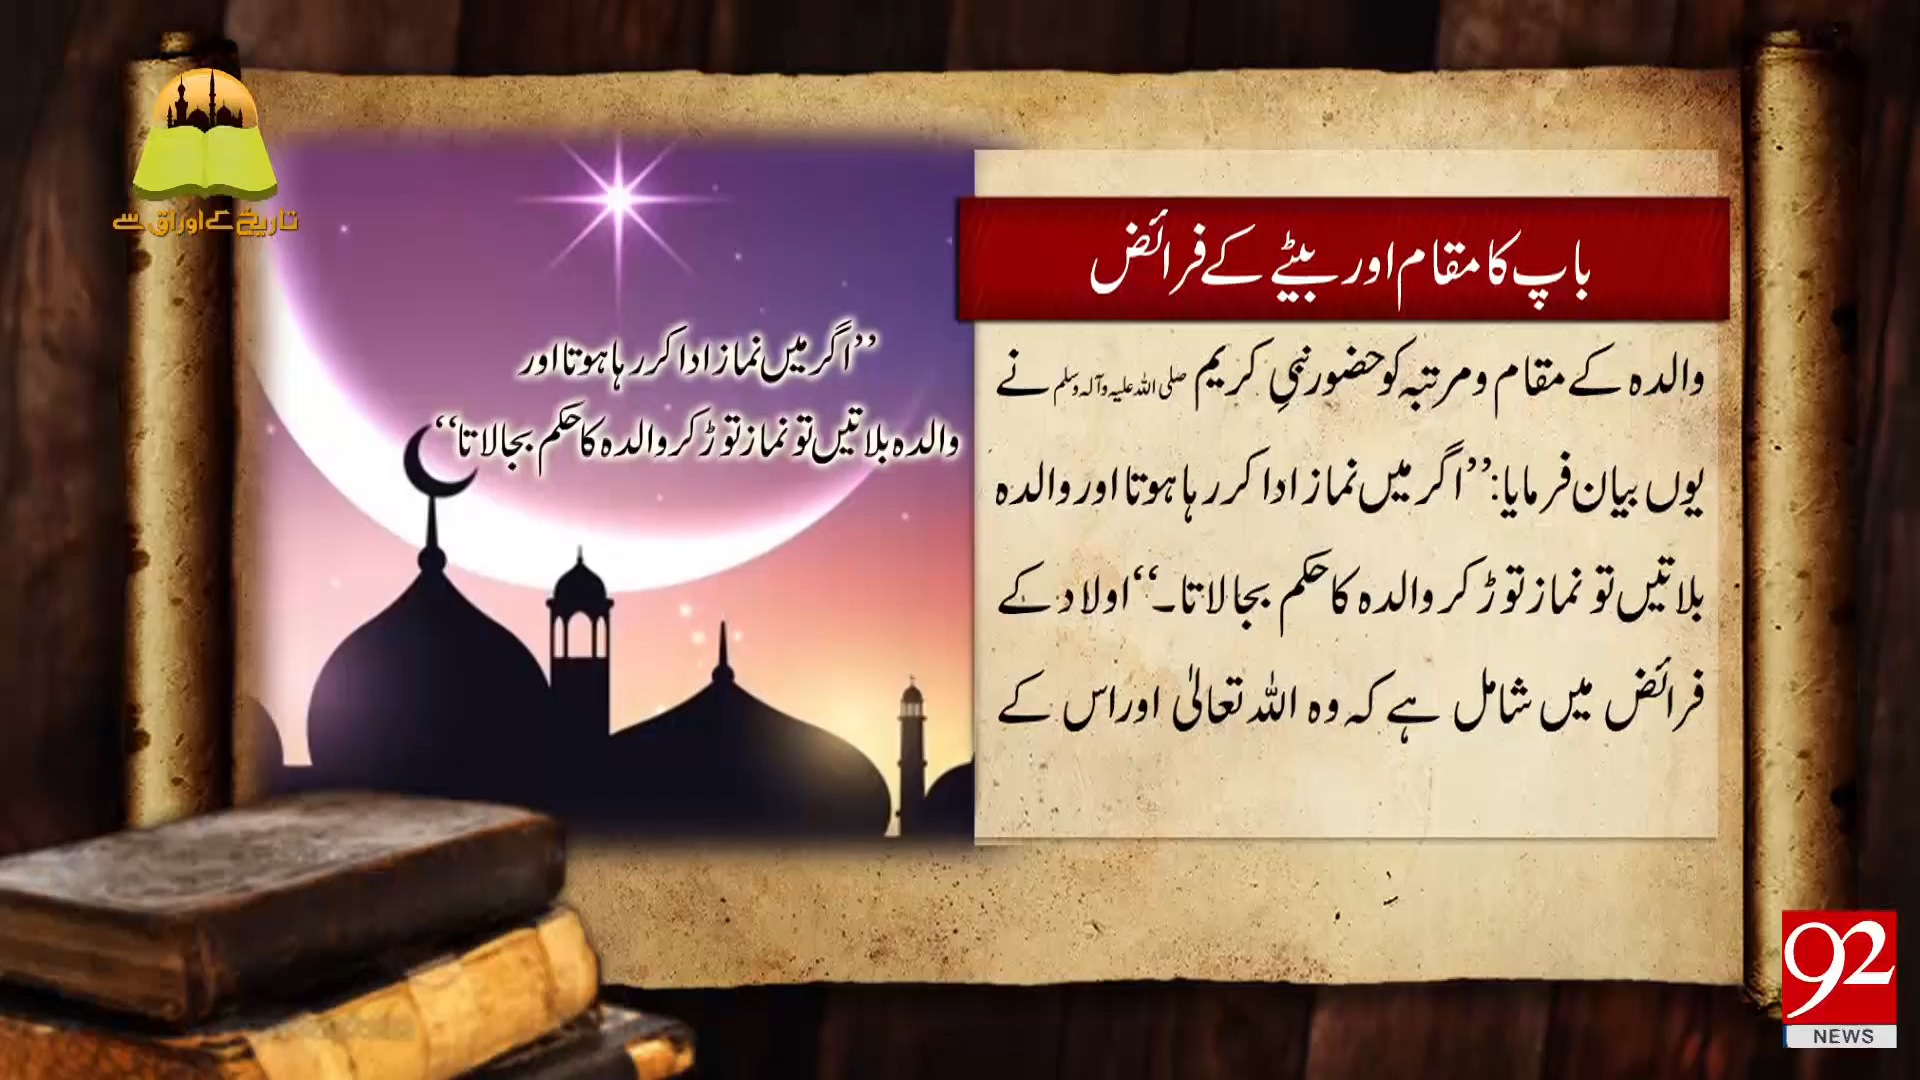 تاریخ کے اوراق سے
باپ کا مقام اور بیٹے کے فرائض
والدہ کے مقام و مرتبہ کو حضور نبیِ کریم صلی اللہ علیہ وآلہ وسلم نے
یوں بیان فرمایا: ’’اگر میں نماز ادا کر رہا ہوتا اور والدہ
بلاتیں تو نماز توڑ کر والدہ کا حکم بجا لاتا۔‘‘ اولاد کے
فرائض میں شامل ہے کہ وہ اللہ تعالیٰ اور اس کے
’’اگر میں نماز ادا کر رہا ہوتا اور
والدہ بلاتیں تو نماز توڑ کر والدہ کا حکم بجا لاتا‘‘
92
NEWS